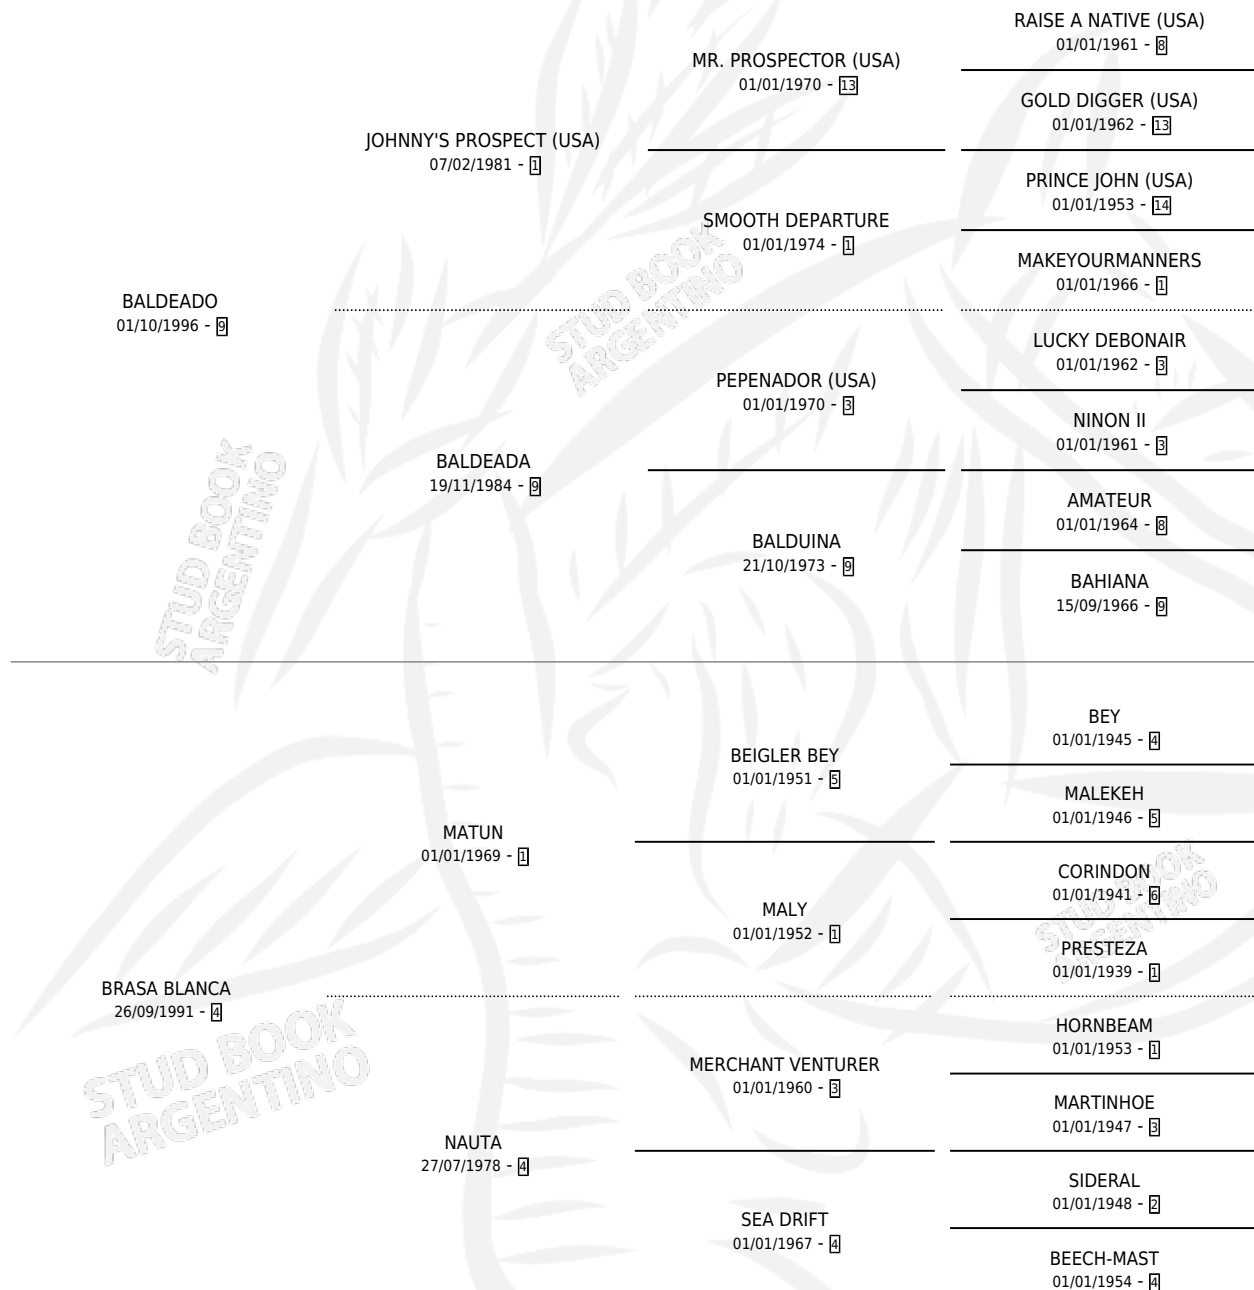 RAISE A NATIVE (USA)
01/01/1961 - 8
MR. PROSPECTOR (USA)
01/01/1970 - 13
GOLD DIGGER (USA)
01/01/1962 - 13
JOHNNY'S PROSPECT (USA)
07/02/1981 - 1
PRINCE JOHN (USA)
01/01/1953 - 14
SMOOTH DEPARTURE
01/01/1974 - 1
MAKEYOURMANNERS
01/01/1966 - 1
BALDEADO
01/10/1996 - 9
LUCKY DEBONAIR
01/01/1962 - 3
PEPENADOR (USA)
01/01/1970 - 3
NINON II
01/01/1961 - 3
BALDEADA
19/11/1984 - 9
AMATEUR
01/01/1964 - 8
BALDUINA
21/10/1973 - 9
BAHIANA
15/09/1966 - 9
BEY
01/01/1945 - 4
BEIGLER BEY
01/01/1951 - 5
MALEKEH
01/01/1946 - 5
MATUN
01/01/1969 - 1
CORINDON
01/01/1941 - 6
MALY
01/01/1952 - 1
PRESTEZA
01/01/1939 - 1
BRASA BLANCA
26/09/1991 - 4
HORNBEAM
01/01/1953 - 1
MERCHANT VENTURER
01/01/1960 - 3
MARTINHOE
01/01/1947 - 3
NAUTA
27/07/1978 - 4
SIDERAL
01/01/1948 - 2
SEA DRIFT
01/01/1967 - 4
BEECH-MAST
01/01/1954 - 4
STUD BOOK
ARGENTINO
STUD BOOK
ARGENTINO
STUD BOOK
ARGENTINO
STUD BOOK
ARGENTINO